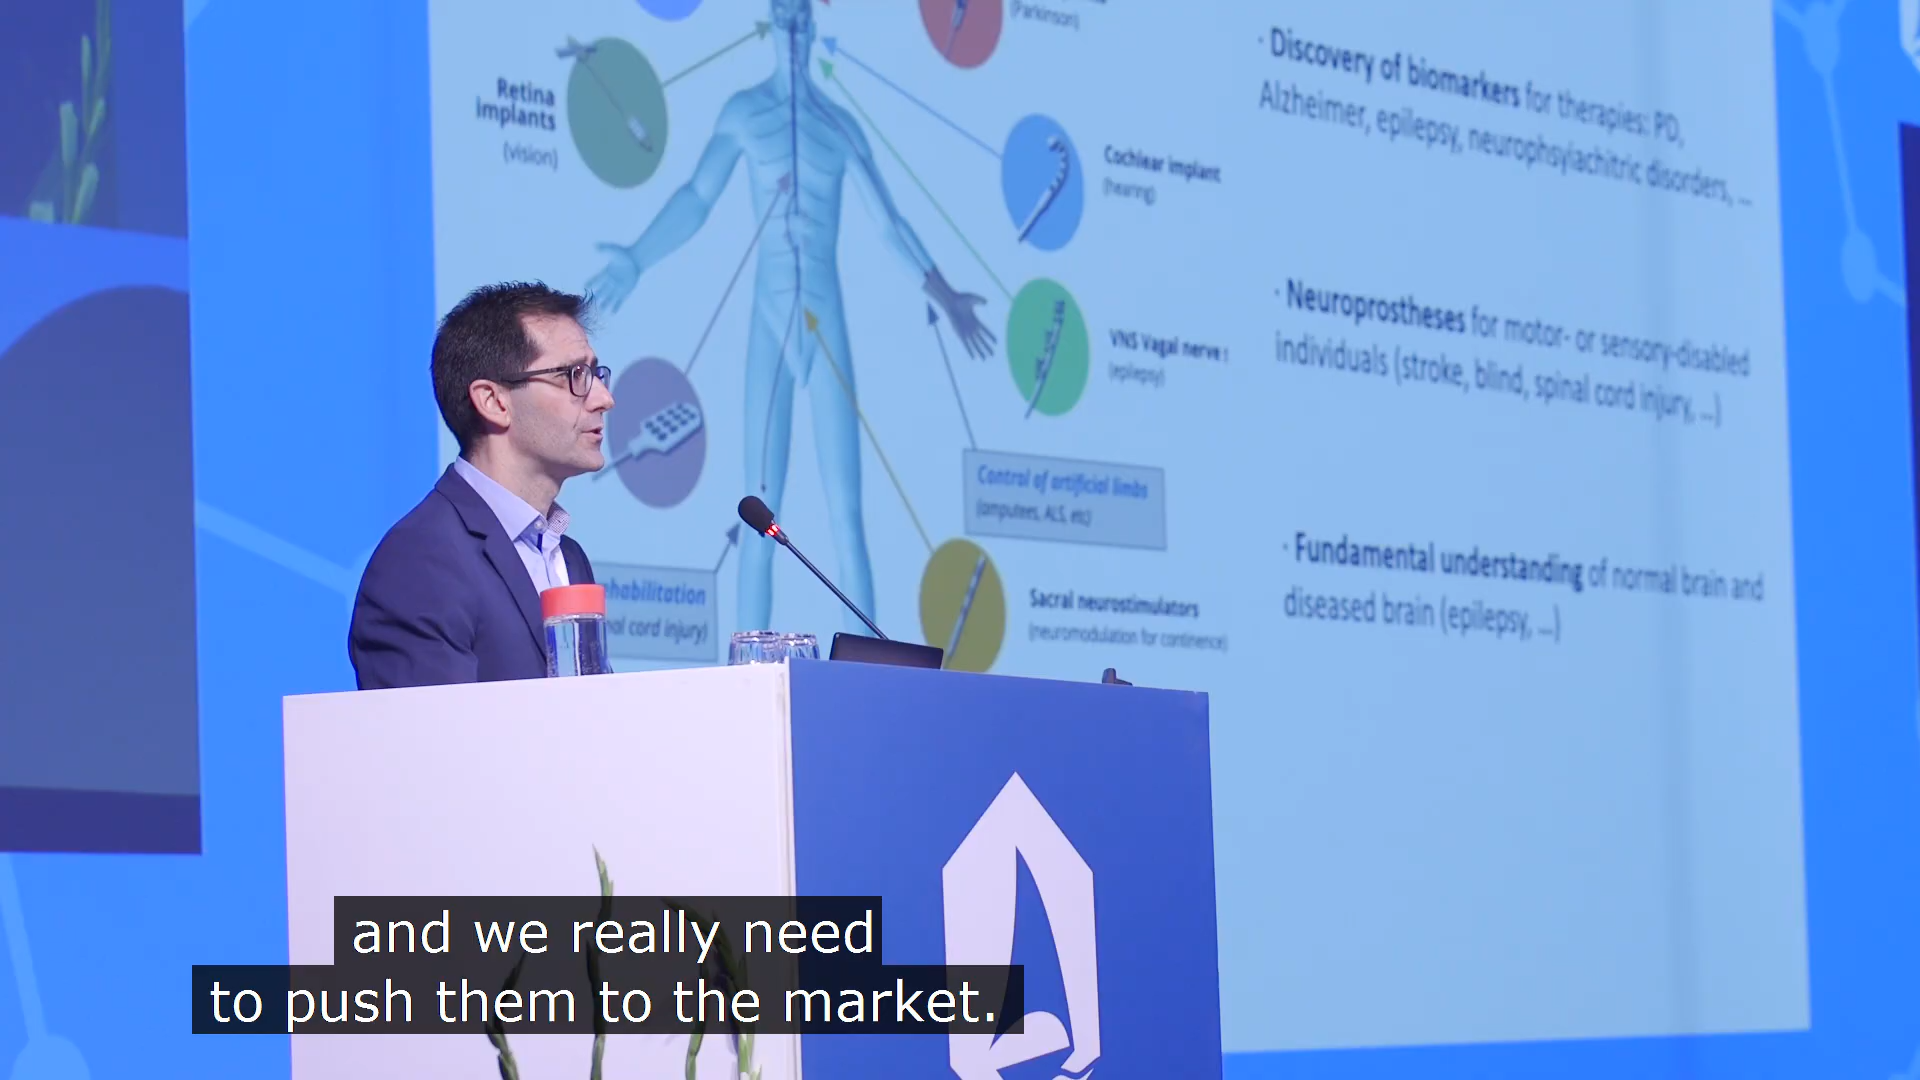 (Parkinson)
Retina
implants
(vision)
Cochlear implant
(hearing)
VNS Vagal nerve
(epilepsy)
Control of artificial limbs
(amputees, ALS, etc)
ehabilitation
nal cord injury)
Sacral neurostimulators
(neuromodulation for continence)
· Discovery of biomarkers for therapies: PD,
Alzheimer, epilepsy, neurophsyiachitric disorders, ...
· Neuroprostheses for motor- or sensory-disabled
individuals (stroke, blind, spinal cord injury, ...)
· Fundamental understanding of normal brain and
diseased brain (epilepsy, ...)
and we really need
to push them to the market.